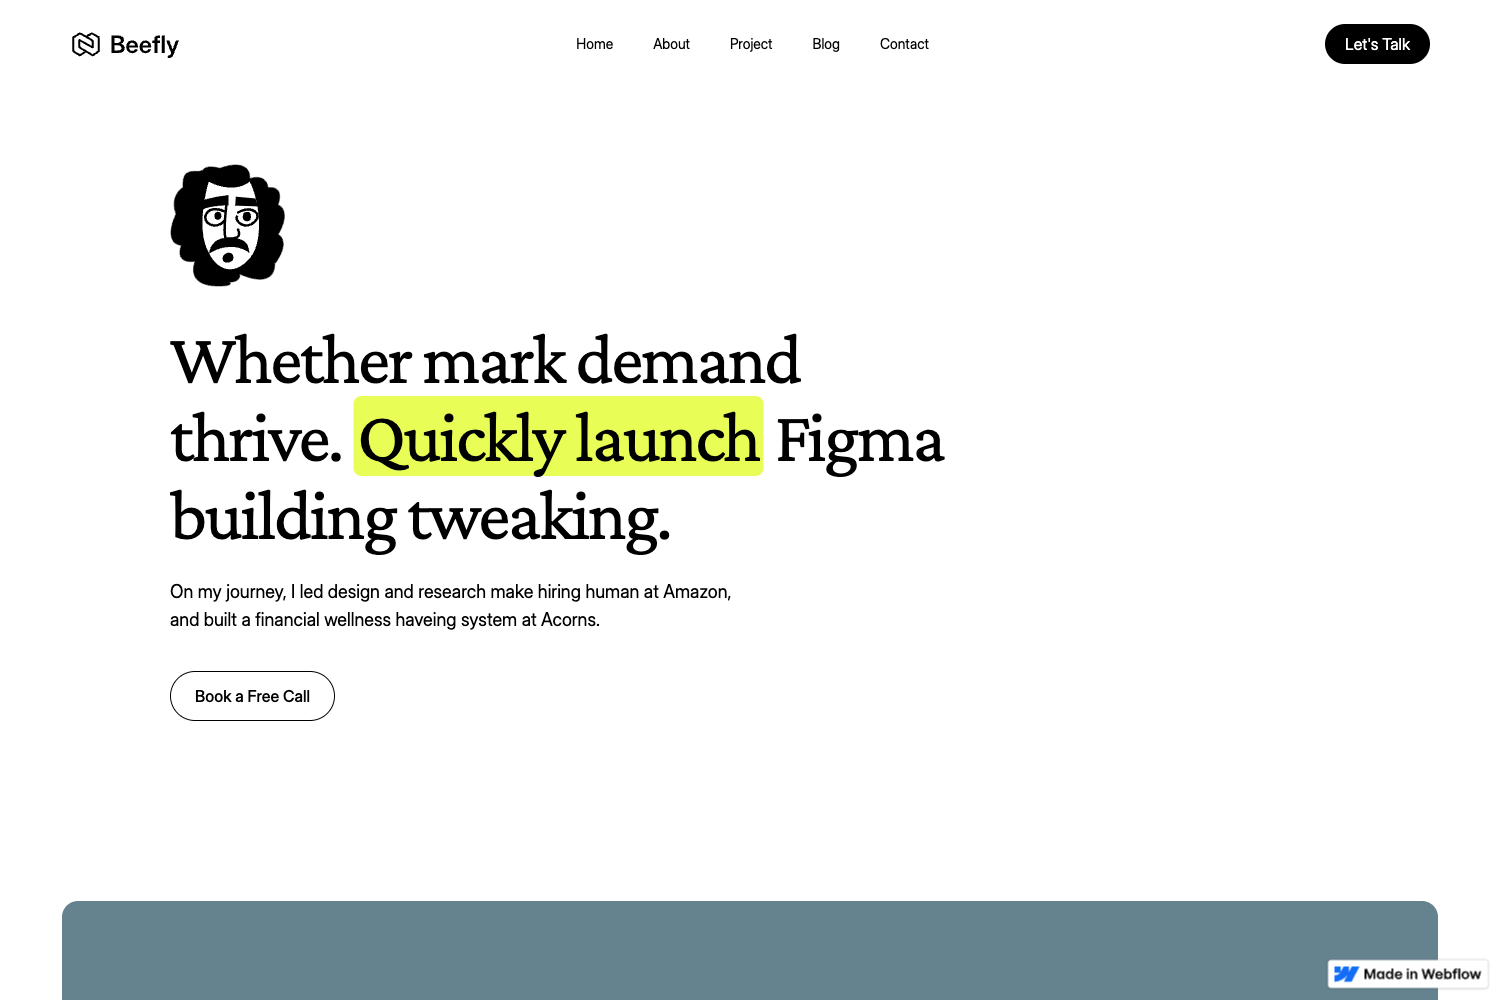 Beefly
Home
About
Project
Blog
Contact
Let's Talk
Whether mark demand
thrive. Quickly launch Figma
building tweaking.
On my journey, I led design and research make hiring human at Amazon,
and built a financial wellness haveing system at Acorns.
Book a Free Call
Made in Webflow